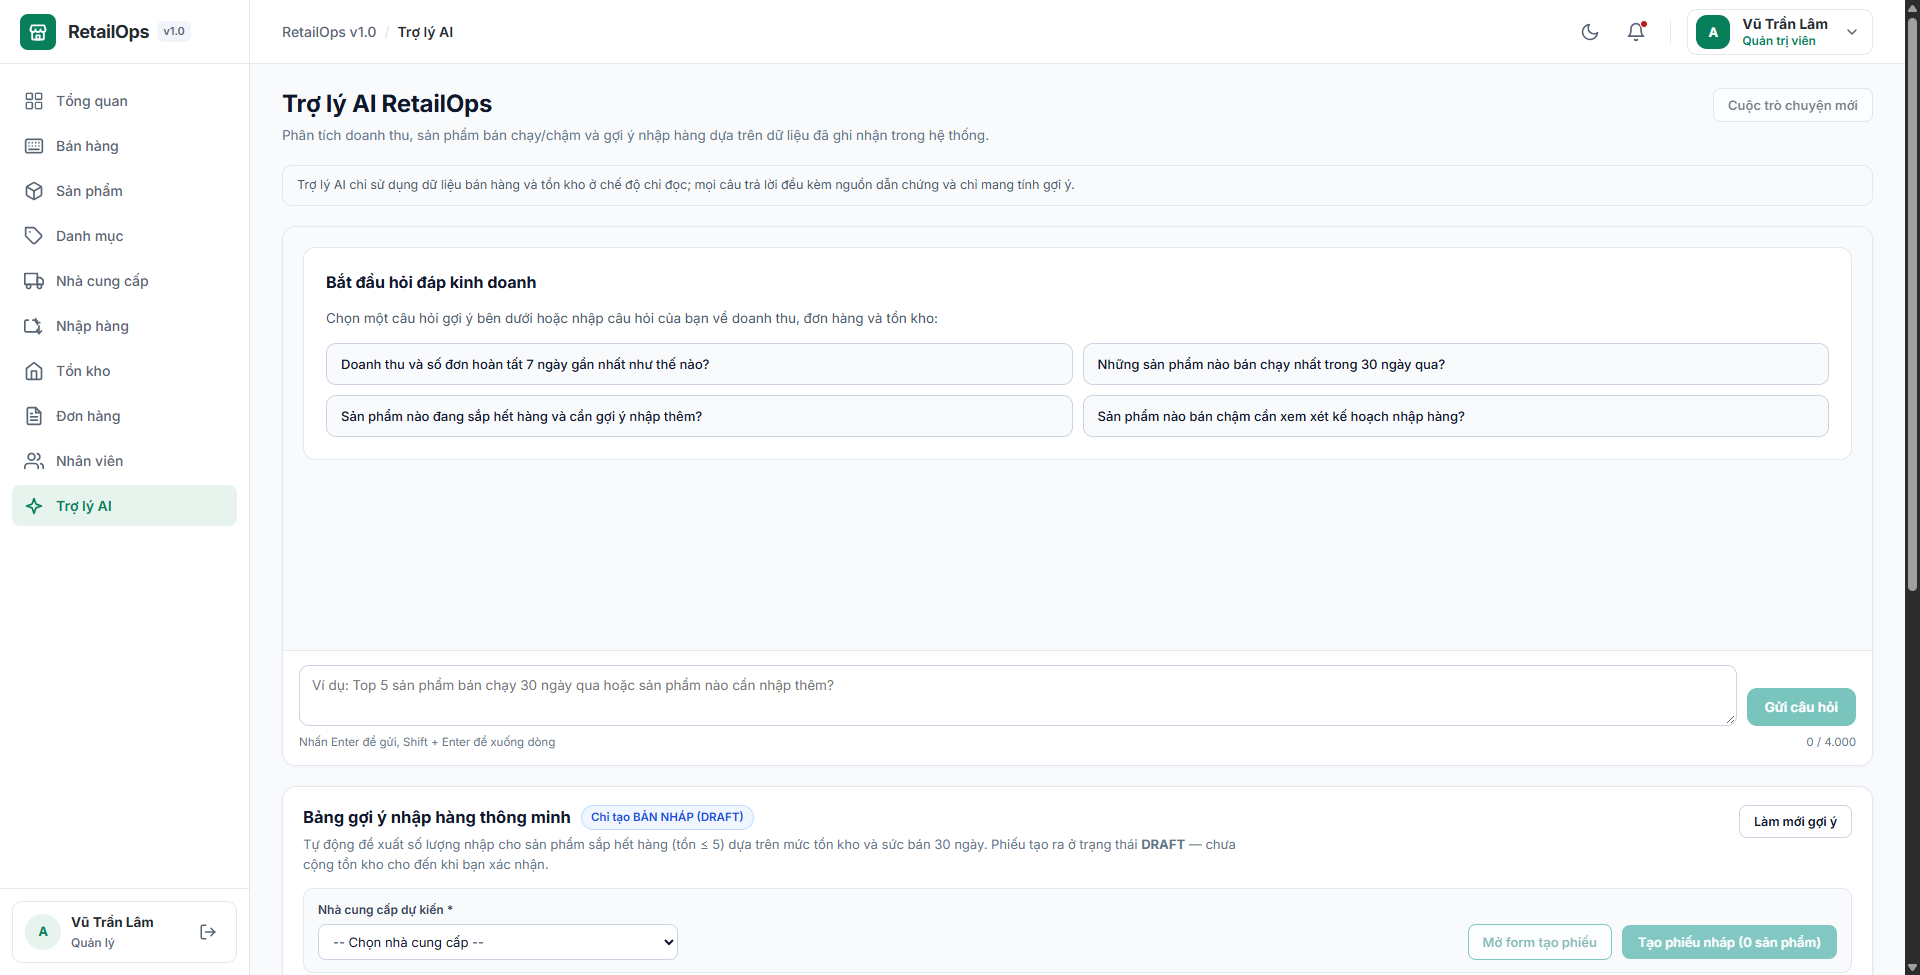 RetailOps v1.0
RetailOps v1.0 / Trợ lý AI
A
Vũ Trần Lâm
Quản trị viên
Tổng quan
Bán hàng
Sản phẩm
Danh mục
Nhà cung cấp
Nhập hàng
Tồn kho
Đơn hàng
Nhân viên
Trợ lý AI
A
Vũ Trần Lâm
Quản lý
Trợ lý AI RetailOps
Cuộc trò chuyện mới
Phân tích doanh thu, sản phẩm bán chạy/chậm và gợi ý nhập hàng dựa trên dữ liệu đã ghi nhận trong hệ thống.
Trợ lý AI chỉ sử dụng dữ liệu bán hàng và tồn kho ở chế độ chỉ đọc; mọi câu trả lời đều kèm nguồn dẫn chứng và chỉ mang tính gợi ý.
Bắt đầu hỏi đáp kinh doanh
Chọn một câu hỏi gợi ý bên dưới hoặc nhập câu hỏi của bạn về doanh thu, đơn hàng và tồn kho:
Doanh thu và số đơn hoàn tất 7 ngày gần nhất như thế nào?
Những sản phẩm nào bán chạy nhất trong 30 ngày qua?
Sản phẩm nào đang sắp hết hàng và cần gợi ý nhập thêm?
Sản phẩm nào bán chậm cần xem xét kế hoạch nhập hàng?
Ví dụ: Top 5 sản phẩm bán chạy 30 ngày qua hoặc sản phẩm nào cần nhập thêm?
Gửi câu hỏi
Nhấn Enter để gửi, Shift + Enter để xuống dòng
0 / 4.000
Bảng gợi ý nhập hàng thông minh
Chỉ tạo BẢN NHÁP (DRAFT)
Làm mới gợi ý
Tự động đề xuất số lượng nhập cho sản phẩm sắp hết hàng (tồn ≤ 5) dựa trên mức tồn kho và sức bán 30 ngày. Phiếu tạo ra ở trạng thái DRAFT — chưa
cộng tồn kho cho đến khi bạn xác nhận.
Nhà cung cấp dự kiến *
-- Chọn nhà cung cấp --
Mở form tạo phiếu
Tạo phiếu nháp (0 sản phẩm)